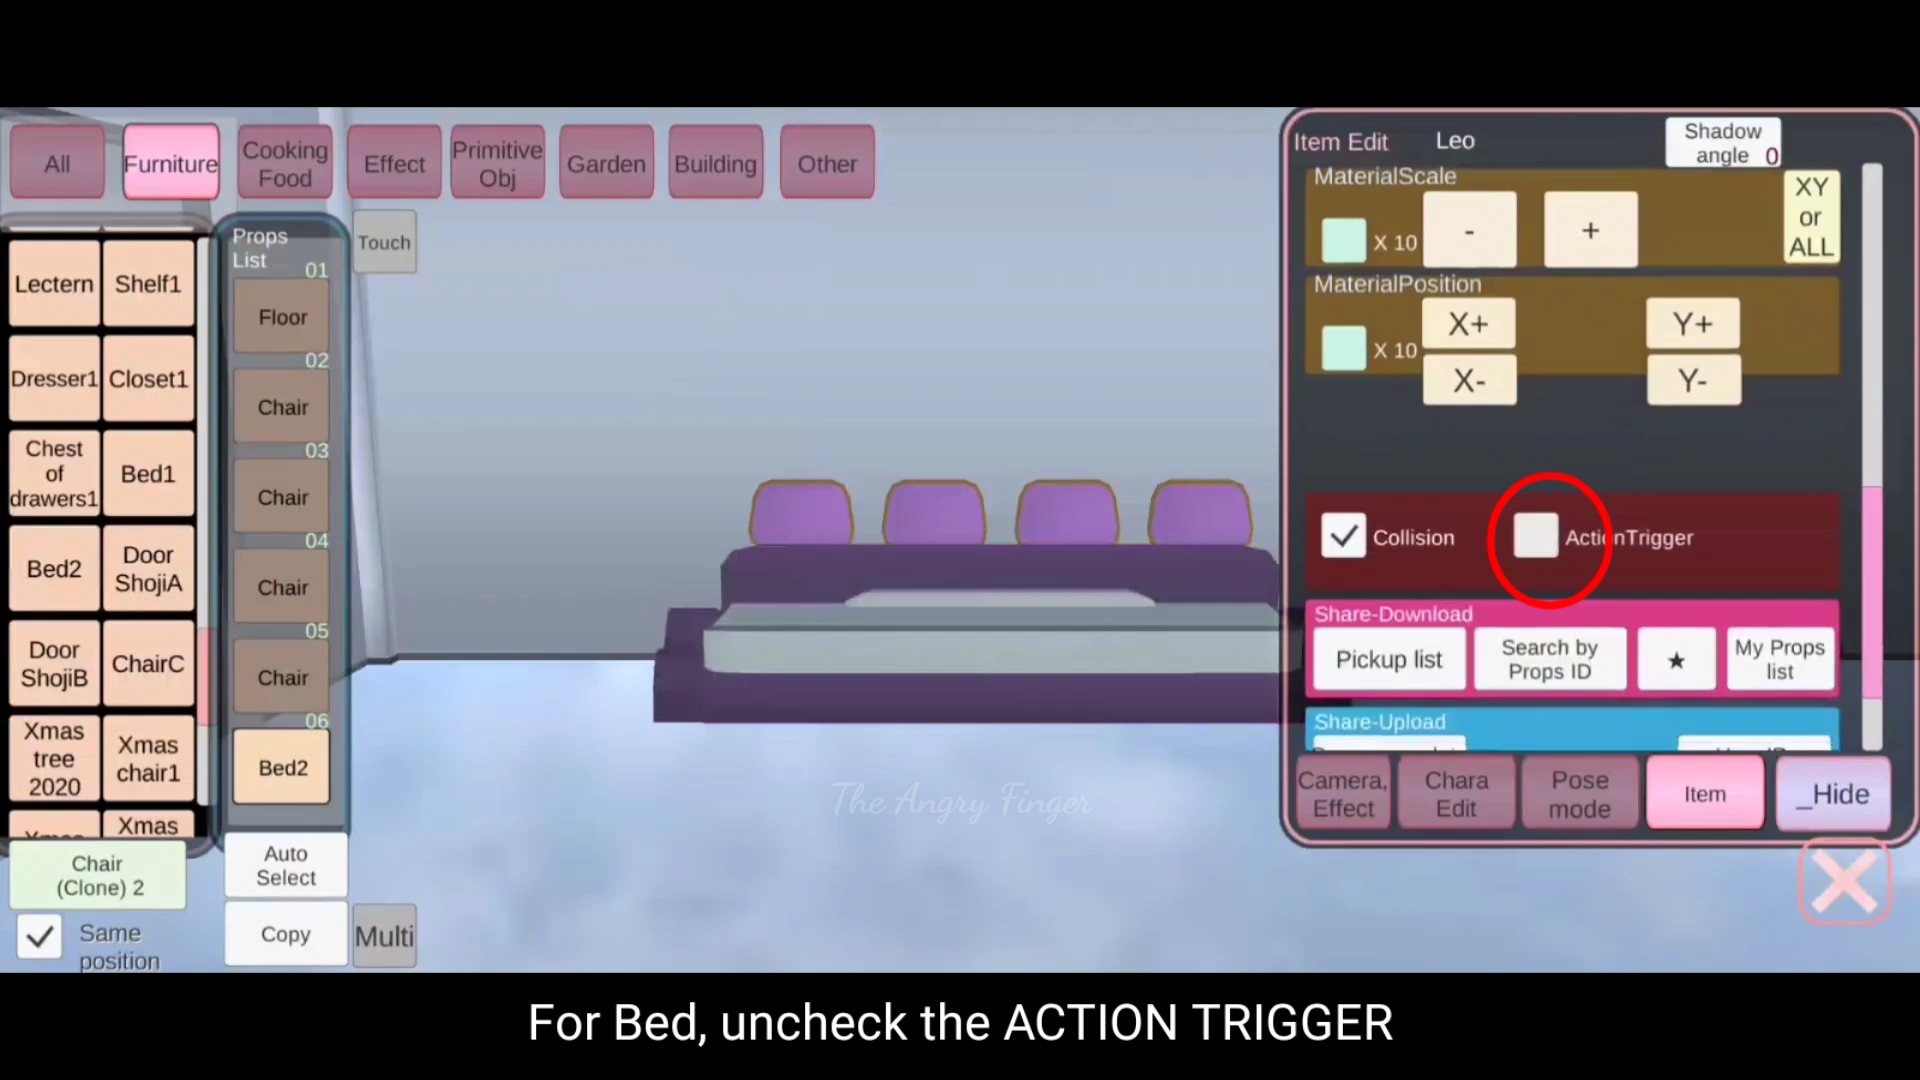 All
Furniture
Cooking
Food
Effect
Primitive
Obj
Garden
Building
Other
Lectern
Shelf1
Dresser1
Closet1
Chest
of
drawers1
Bed1
Bed2
Door
ShojiA
Door
ShojiB
ChairC
Xmas
tree
2020
Xmas
chair1
Xmas
Xmas
Chair
(Clone) 2
Same
position
Props
List
01
Floor
02
Chair
03
Chair
04
Chair
05
Chair
06
Bed2
Auto
Select
Copy
Touch
Multi
The Angry Finger
Item Edit
Leo
Shadow
angle 0
MaterialScale
X 10
-
+
XY
or
ALL
MaterialPosition
X 10
X+
X-
Y+
Y-
Collision
ActionTrigger
Share-Download
Pickup list
Search by
Props ID
★
My Props
list
Share-Upload
Camera,
Effect
Chara
Edit
Pose
mode
Item
_Hide
For Bed, uncheck the ACTION TRIGGER